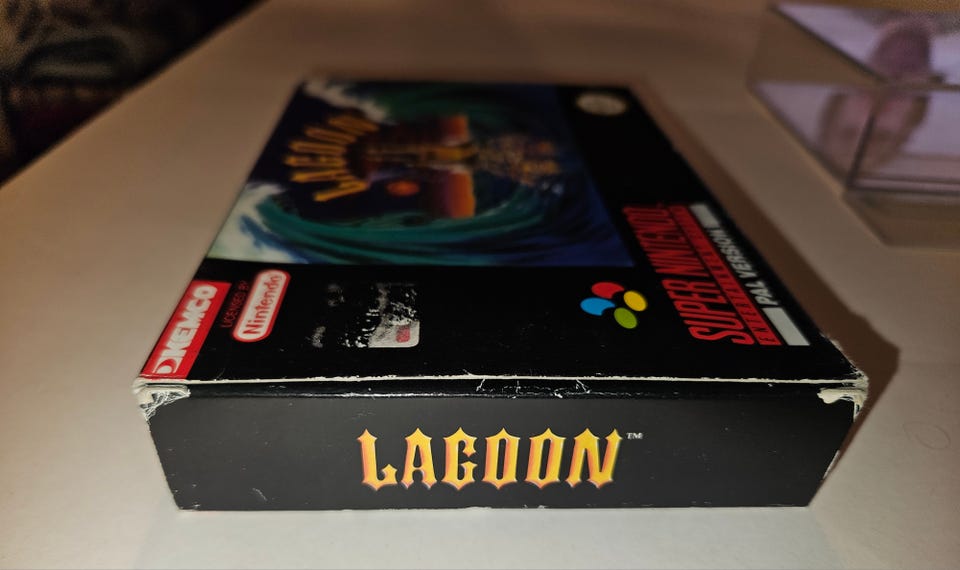 LAGOON
KEMCO
LICENSED BY
Nintendo
SUPER NINTENDO
PAL VERSION
LAGOON™